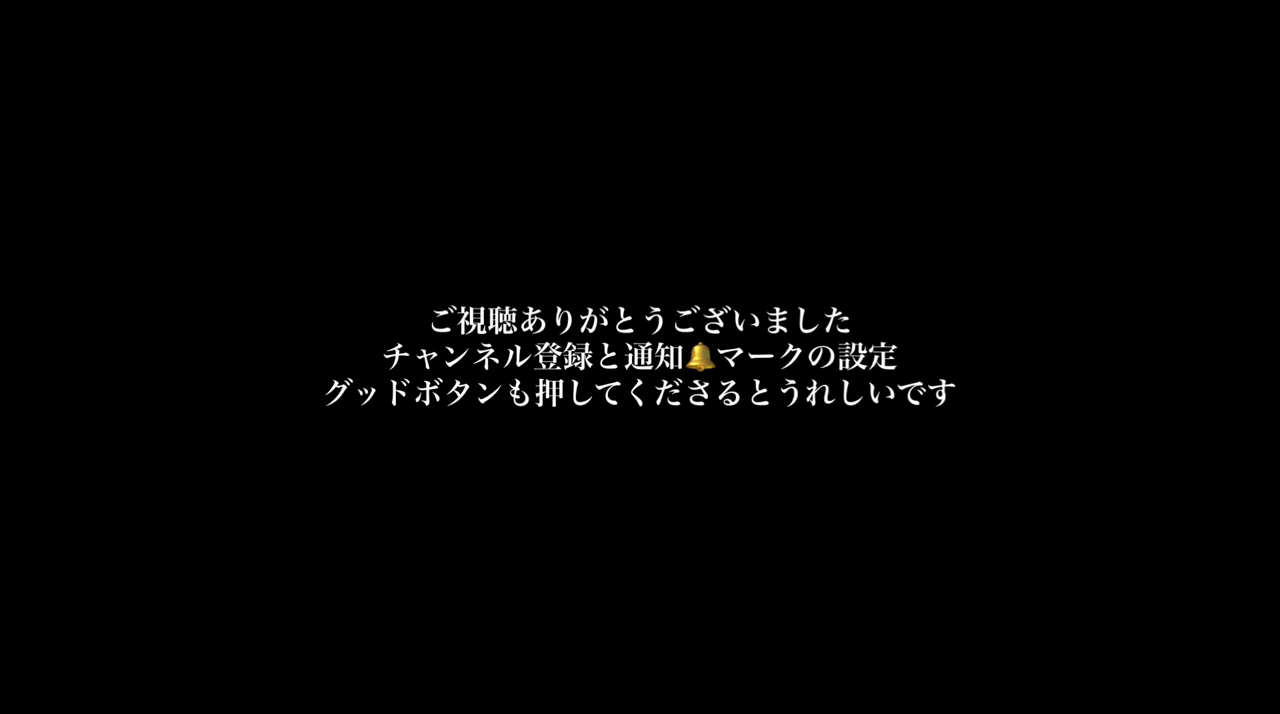 ご視聴ありがとうございました
チャンネル登録と通知🔔マークの設定
グッドボタンも押してくださるとうれしいです